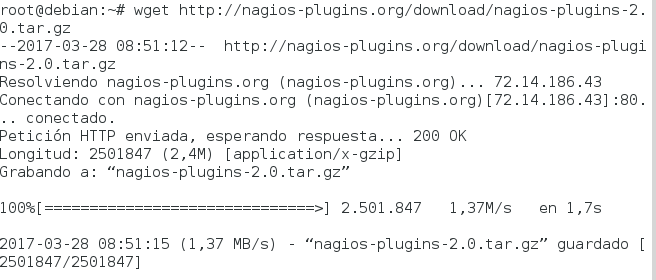 root@debian:~# wget http://nagios-plugins.org/download/nagios-plugins-2.
0.tar.gz
--2017-03-28 08:51:12--  http://nagios-plugins.org/download/nagios-plugi
ns-2.0.tar.gz
Resolviendo nagios-plugins.org (nagios-plugins.org)... 72.14.186.43
Conectando con nagios-plugins.org (nagios-plugins.org)[72.14.186.43]:80.
.. conectado.
Petición HTTP enviada, esperando respuesta... 200 OK
Longitud: 2501847 (2,4M) [application/x-gzip]
Grabando a: “nagios-plugins-2.0.tar.gz”

100%[==============================>] 2.501.847   1,37M/s   en 1,7s

2017-03-28 08:51:15 (1,37 MB/s) - “nagios-plugins-2.0.tar.gz” guardado [
2501847/2501847]